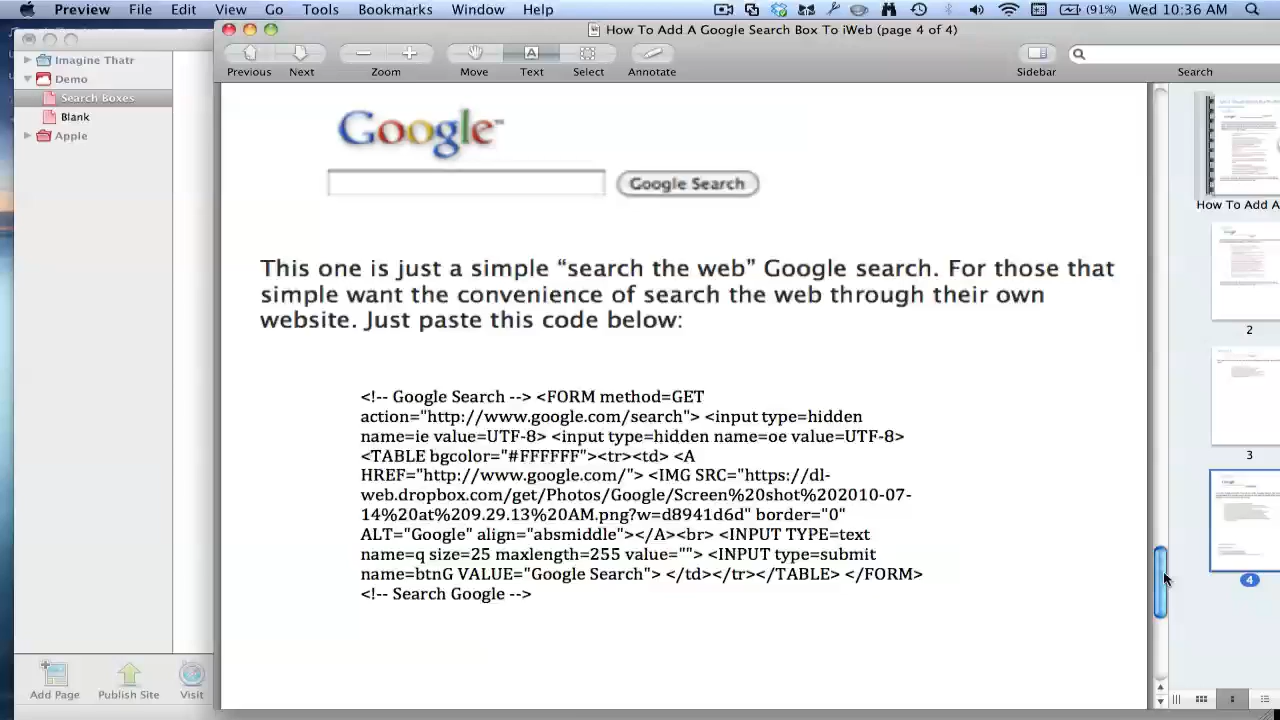 Preview File Edit View Go Tools Bookmarks Window Help (91%) Wed 10:36 AM
How To Add A Google Search Box To iWeb (page 4 of 4)
Imagine Thatr
Demo
Search Boxes
Blank
Apple
Previous Next Zoom Move Text Select Annotate Sidebar Search
Google™
Google Search
This one is just a simple “search the web” Google search. For those that
simple want the convenience of search the web through their own
website. Just paste this code below:
<!-- Google Search --> <FORM method=GET
action="http://www.google.com/search"> <input type=hidden
name=ie value=UTF-8> <input type=hidden name=oe value=UTF-8>
<TABLE bgcolor="#FFFFFF"><tr><td> <A
HREF="http://www.google.com/"> <IMG SRC="https://dl-
web.dropbox.com/get/Photos/Google/Screen%20shot%202010-07-
14%20at%209.29.13%20AM.png?w=d8941d6d" border="0"
ALT="Google" align="absmiddle"></A><br> <INPUT TYPE=text
name=q size=25 maxlength=255 value=""> <INPUT type=submit
name=btnG VALUE="Google Search"> </td></tr></TABLE> </FORM>
<!-- Search Google -->
How To Add A
2
3
4
Add Page Publish Site Visit